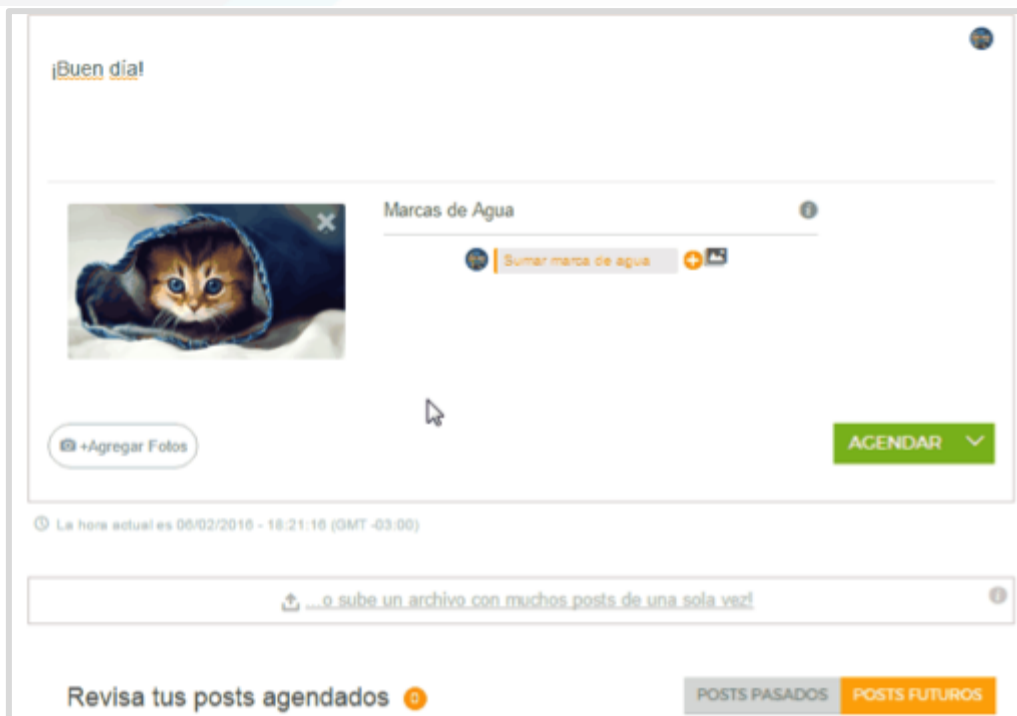 ¡Buen día!
Marcas de Agua
Sumar marca de agua
+Agregar Fotos
AGENDAR
La hora actual es 06/02/2016 - 16:21:16 (GMT -03:00)
...o sube un archivo con muchos posts de una sola vez!
Revisa tus posts agendados 0
POSTS PASADOS
POSTS FUTUROS